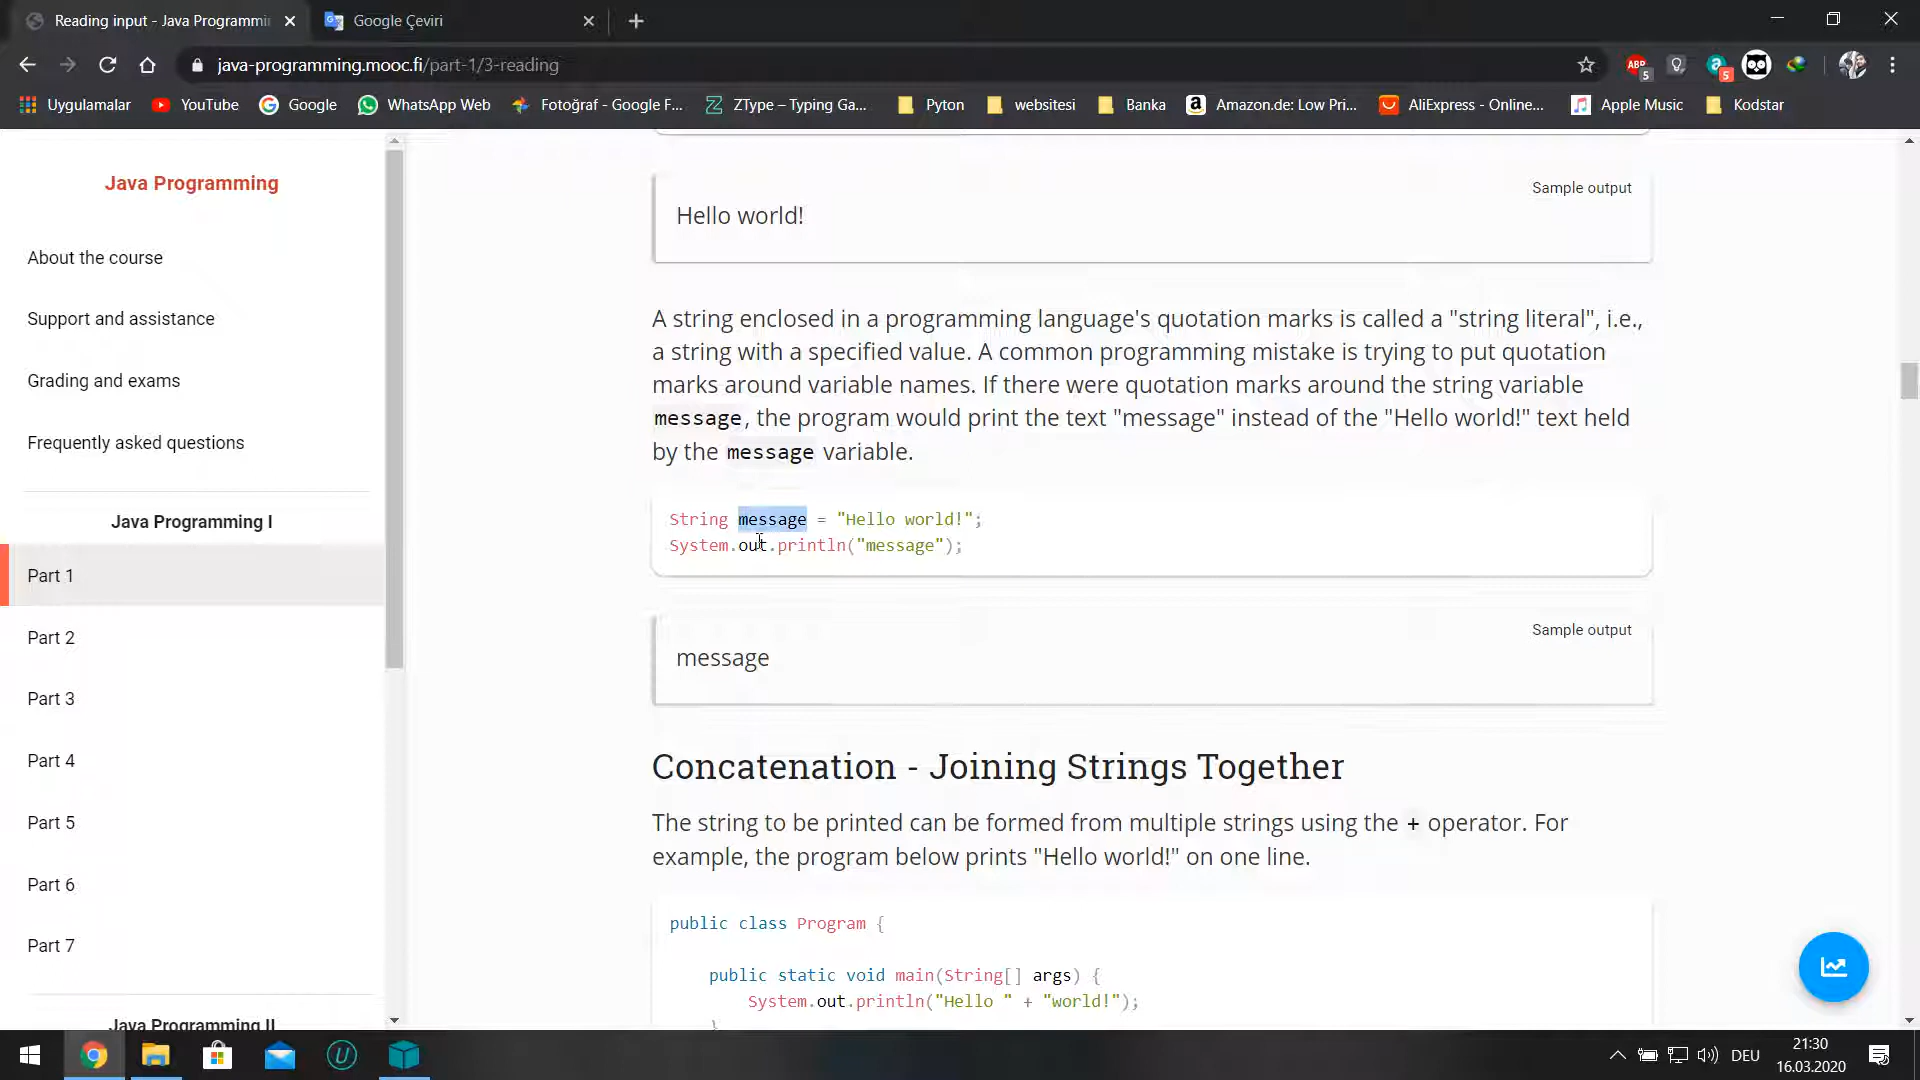 Reading input - Java Programmin
Google Çeviri
java-programming.mooc.fi/part-1/3-reading
ABP
5
5
Uygulamalar
YouTube
Google
WhatsApp Web
Fotoğraf - Google F...
ZType – Typing Ga...
Pyton
websitesi
Banka
Amazon.de: Low Pri...
AliExpress - Online...
Apple Music
Kodstar
Java Programming
About the course
Support and assistance
Grading and exams
Frequently asked questions
Java Programming I
Part 1
Part 2
Part 3
Part 4
Part 5
Part 6
Part 7
Java Programming II
Sample output
Hello world!
A string enclosed in a programming language's quotation marks is called a "string literal", i.e.,
a string with a specified value. A common programming mistake is trying to put quotation
marks around variable names. If there were quotation marks around the string variable
message, the program would print the text "message" instead of the "Hello world!" text held
by the message variable.
String message = "Hello world!";
System.out.println("message");
Sample output
message
Concatenation - Joining Strings Together
The string to be printed can be formed from multiple strings using the + operator. For
example, the program below prints "Hello world!" on one line.
public class Program {
public static void main(String[] args) {
System.out.println("Hello " + "world!");
}
DEU
21:30
16.03.2020